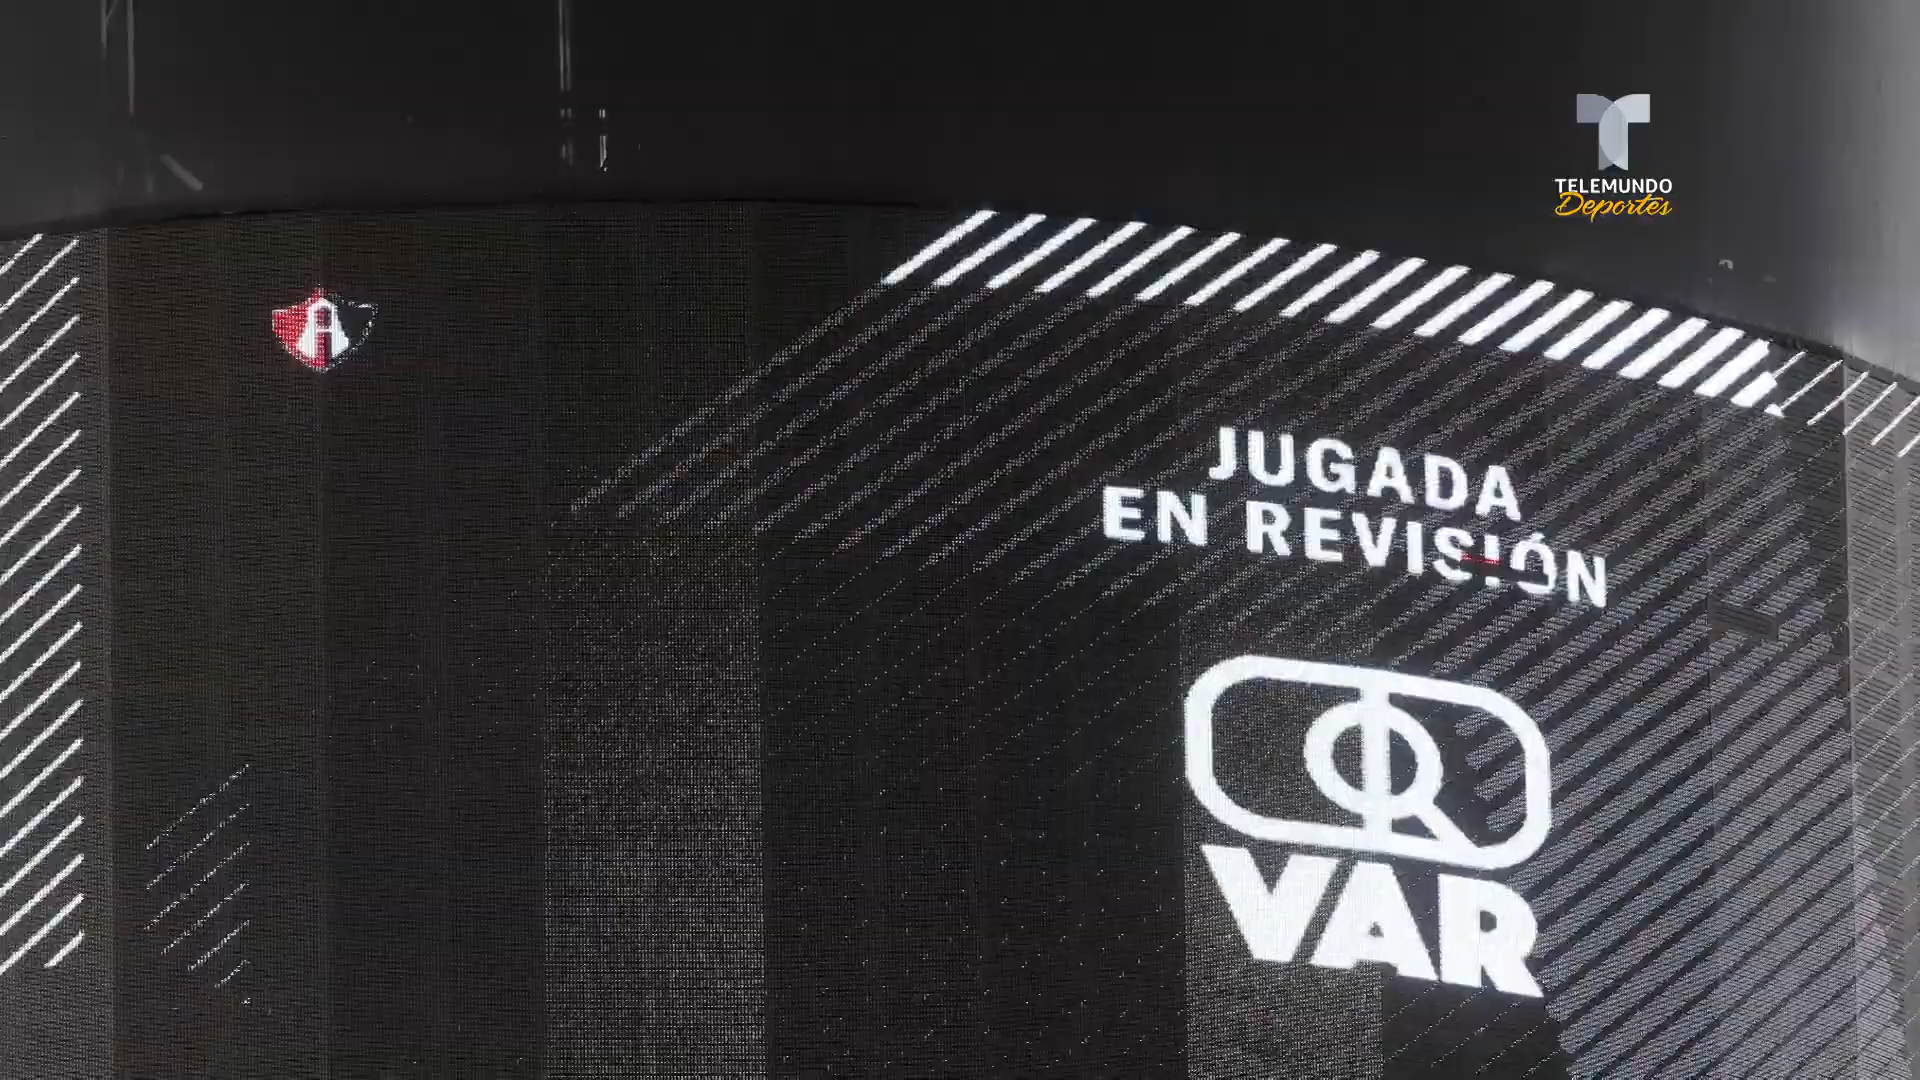 TELEMUNDO
Deportes
A
JUGADA
EN REVISIÓN
VAR